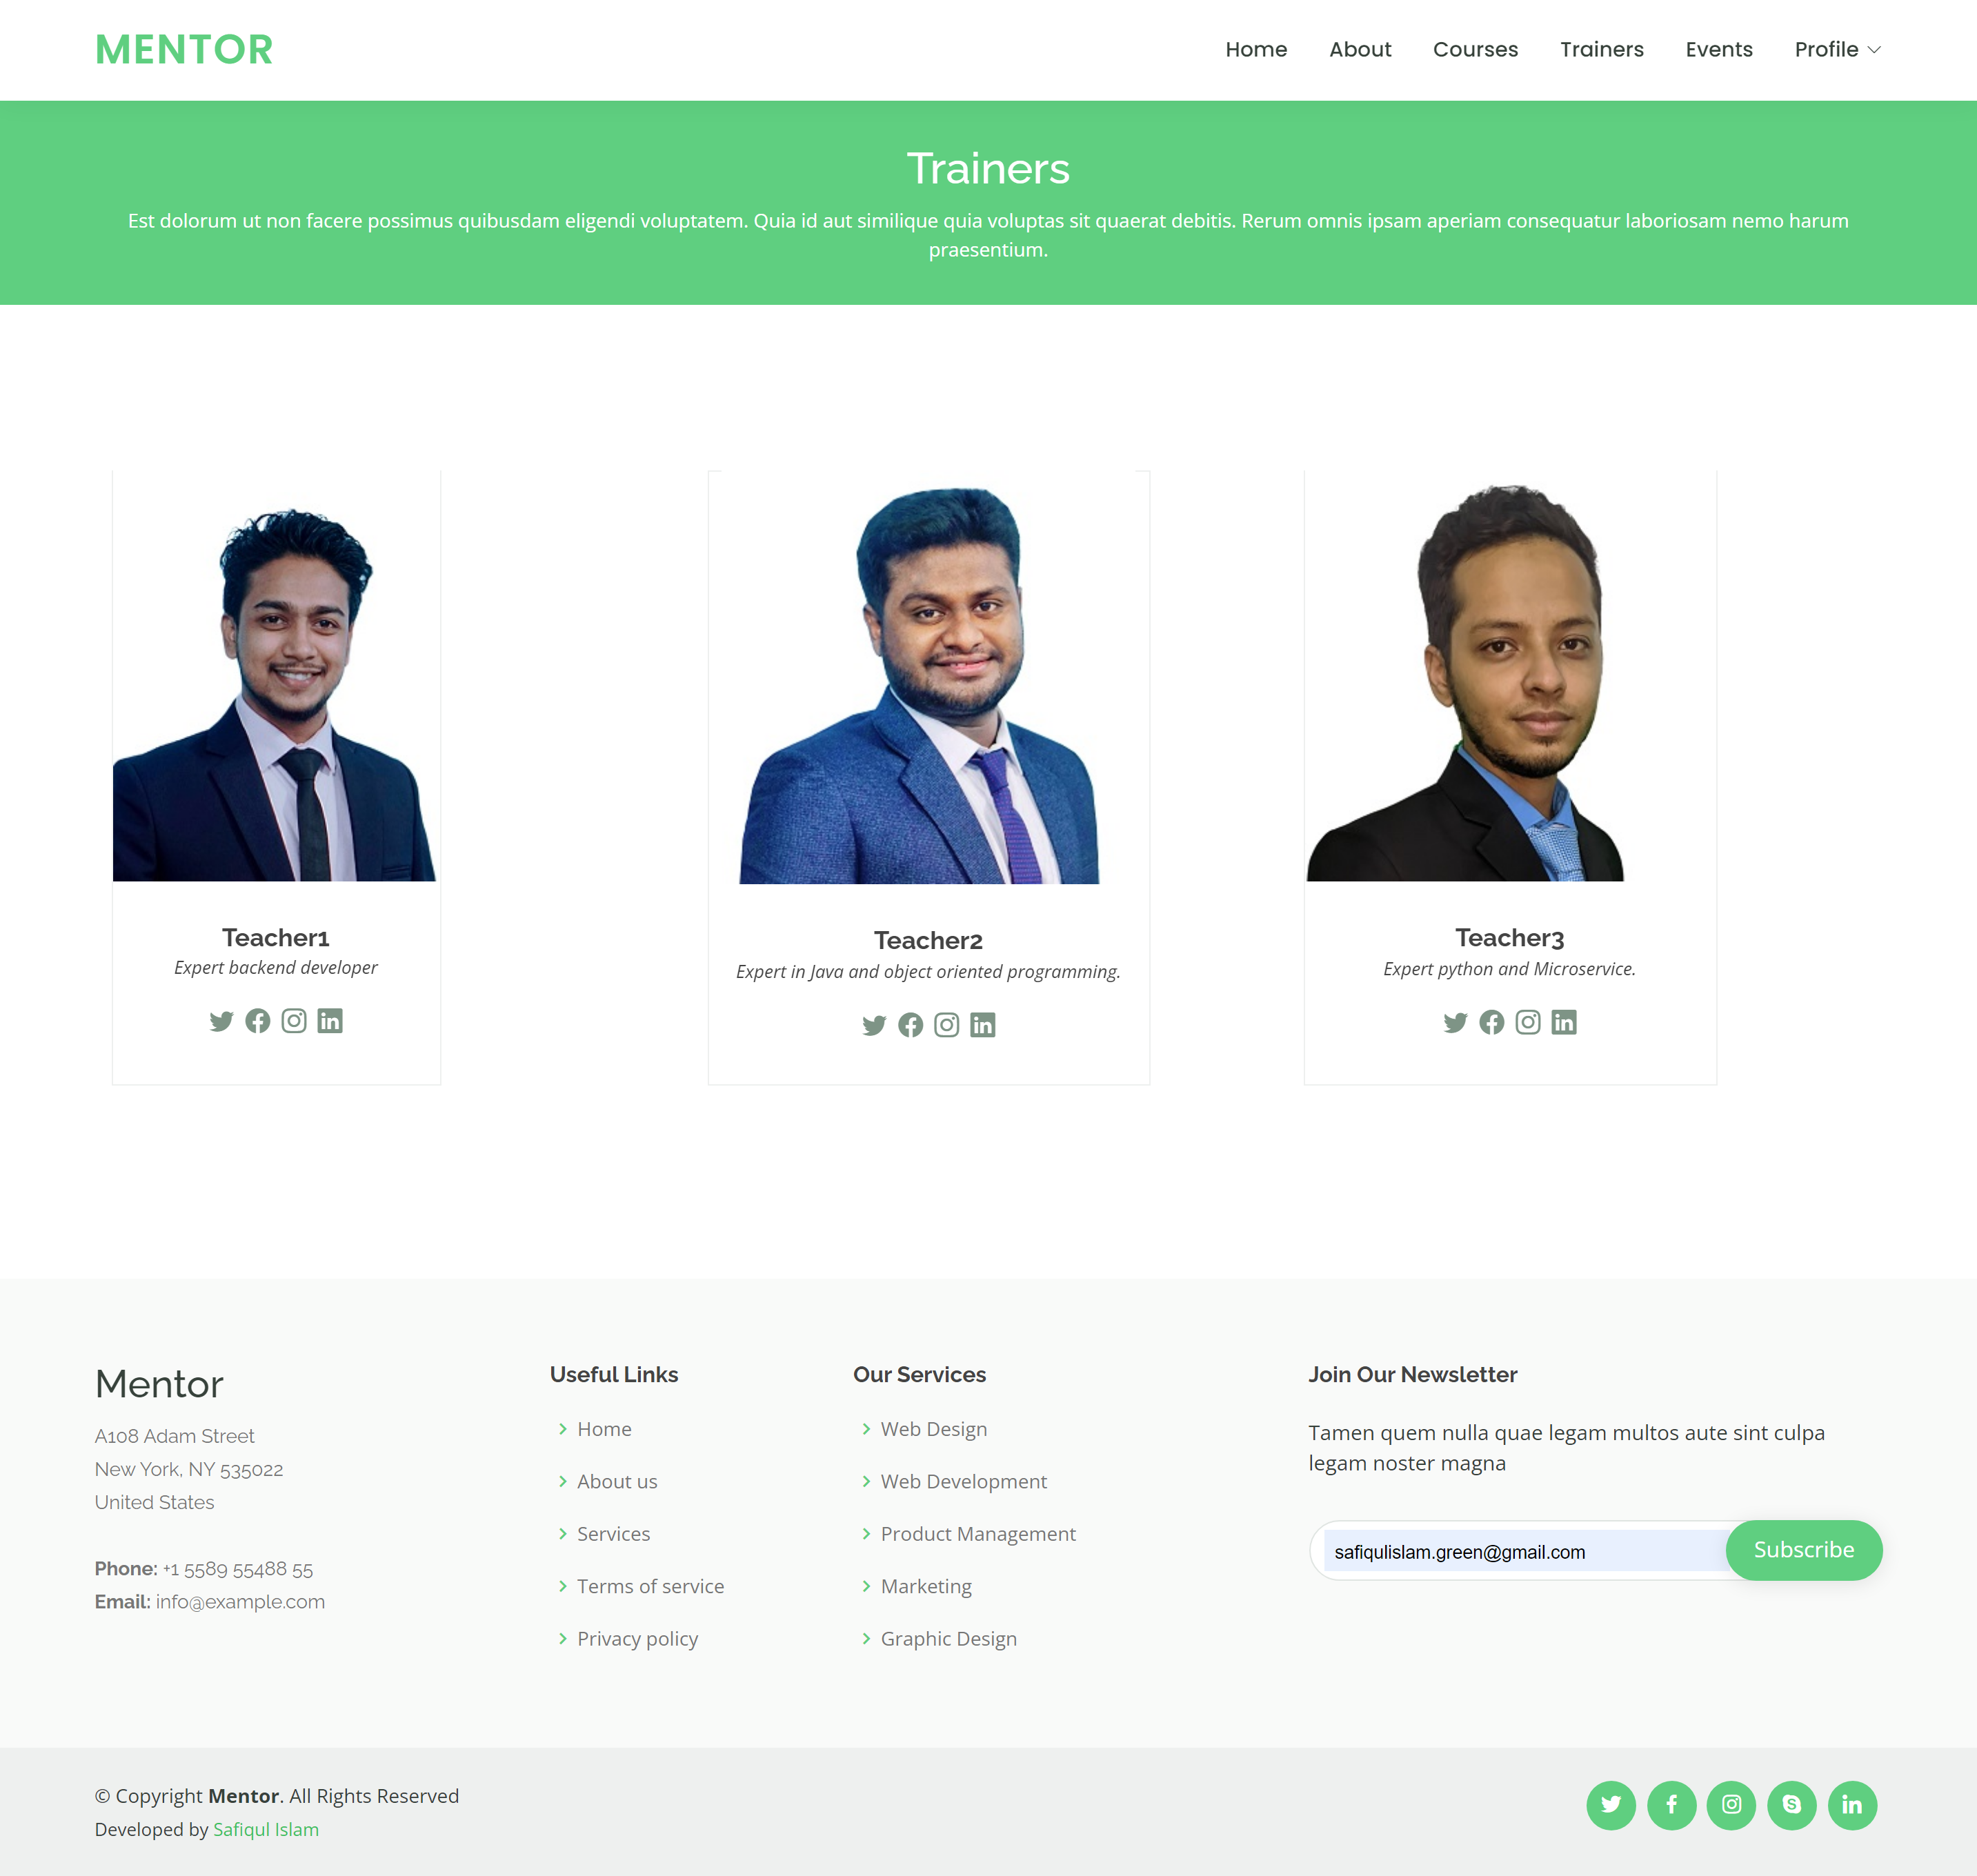 MENTOR
Home About Courses Trainers Events Profile
Trainers
Est dolorum ut non facere possimus quibusdam eligendi voluptatem. Quia id aut similique quia voluptas sit quaerat debitis. Rerum omnis ipsam aperiam consequatur laboriosam nemo harum
praesentium.
Teacher1
Expert backend developer
Teacher2
Expert in Java and object oriented programming.
Teacher3
Expert python and Microservice.
Mentor
A108 Adam Street
New York, NY 535022
United States
Phone: +1 5589 55488 55
Email: info@example.com
Useful Links
Home
About us
Services
Terms of service
Privacy policy
Our Services
Web Design
Web Development
Product Management
Marketing
Graphic Design
Join Our Newsletter
Tamen quem nulla quae legam multos aute sint culpa
legam noster magna
safiqulislam.green@gmail.com
Subscribe
© Copyright Mentor. All Rights Reserved
Developed by Safiqul Islam